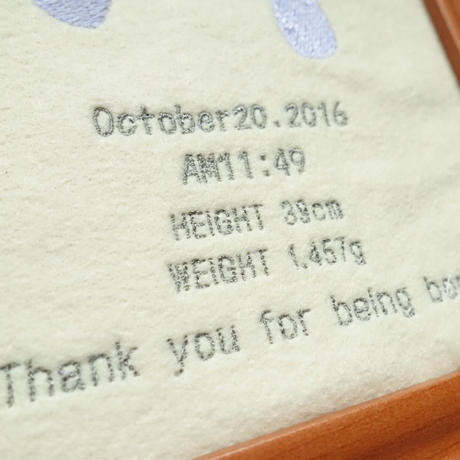 October20.2016
AM11:49
HEIGHT 39cm
WEIGHT 1.457g
Thank you for being